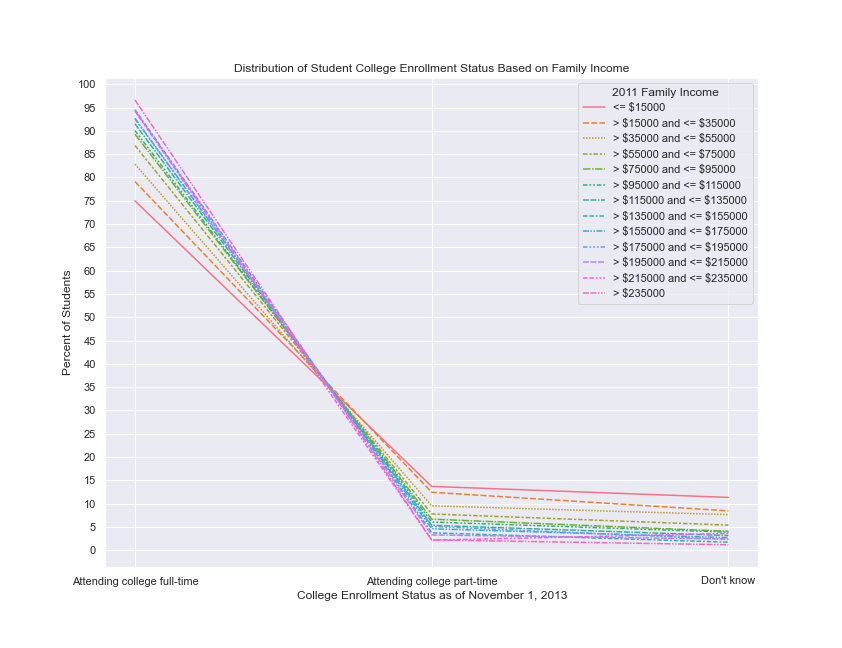 Distribution of Student College Enrollment Status Based on Family Income
100
95
90
85
80
75
70
65
60
55
50
45
40
35
30
25
20
15
10
5
0
Percent of Students
2011 Family Income
<= $15000
> $15000 and <= $35000
> $35000 and <= $55000
> $55000 and <= $75000
> $75000 and <= $95000
> $95000 and <= $115000
> $115000 and <= $135000
> $135000 and <= $155000
> $155000 and <= $175000
> $175000 and <= $195000
> $195000 and <= $215000
> $215000 and <= $235000
> $235000
Attending college full-time
Attending college part-time
Don't know
College Enrollment Status as of November 1, 2013